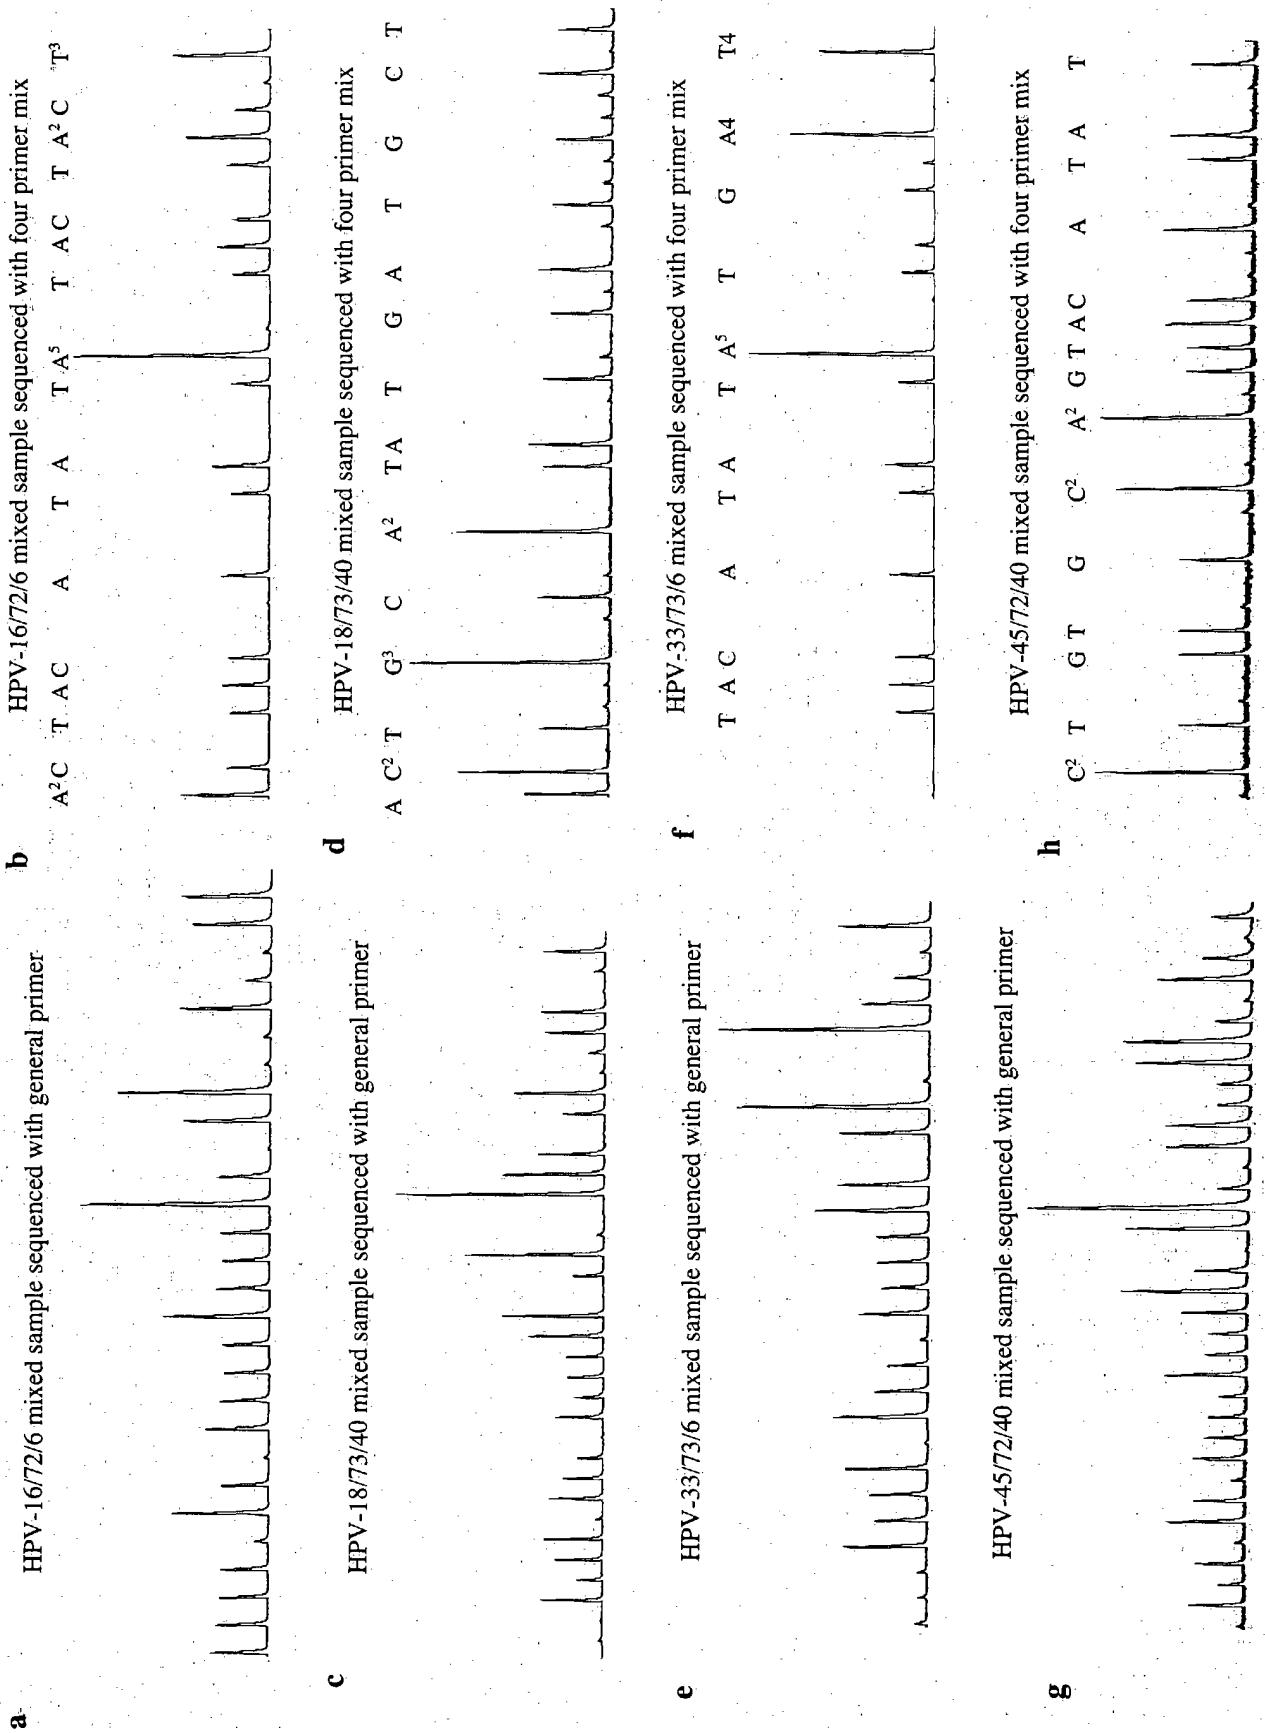 a
HPV-16/72/6 mixed sample sequenced with general primer
b
HPV-16/72/6 mixed sample sequenced with four primer mix
A² C T A C A T A T A⁵ T A C T A² C T³
c
HPV-18/73/40 mixed sample sequenced with general primer
d
HPV-18/73/40 mixed sample sequenced with four primer mix
A C² T G³ C A² T A T G A T G C T
e
HPV-33/73/6 mixed sample sequenced with general primer
f
HPV-33/73/6 mixed sample sequenced with four primer mix
T A C A T A T A⁵ T G A4 T4
g
HPV-45/72/40 mixed sample sequenced with general primer
h
HPV-45/72/40 mixed sample sequenced with four primer mix
C² T G T G C² A² G T A C A T A T